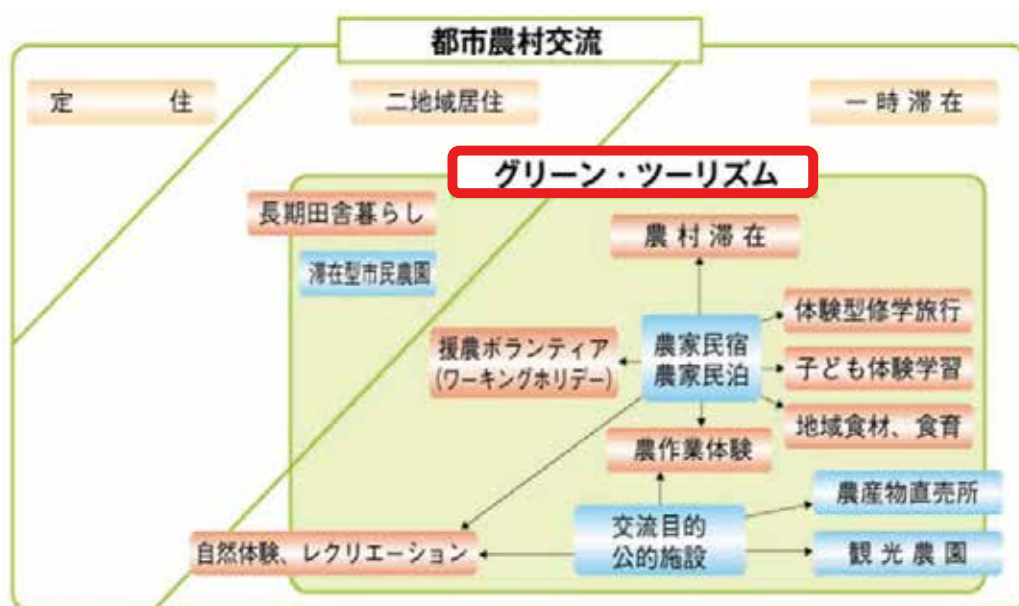 都市農村交流
定住
二地域居住
一時滞在
グリーン・ツーリズム
長期田舎暮らし
農村滞在
滞在型市民農園
体験型修学旅行
援農ボランティア
(ワーキングホリデー)
農家民宿
農家民泊
子ども体験学習
地域食材、食育
農作業体験
農産物直売所
交流目的
公的施設
自然体験、レクリエーション
観光農園